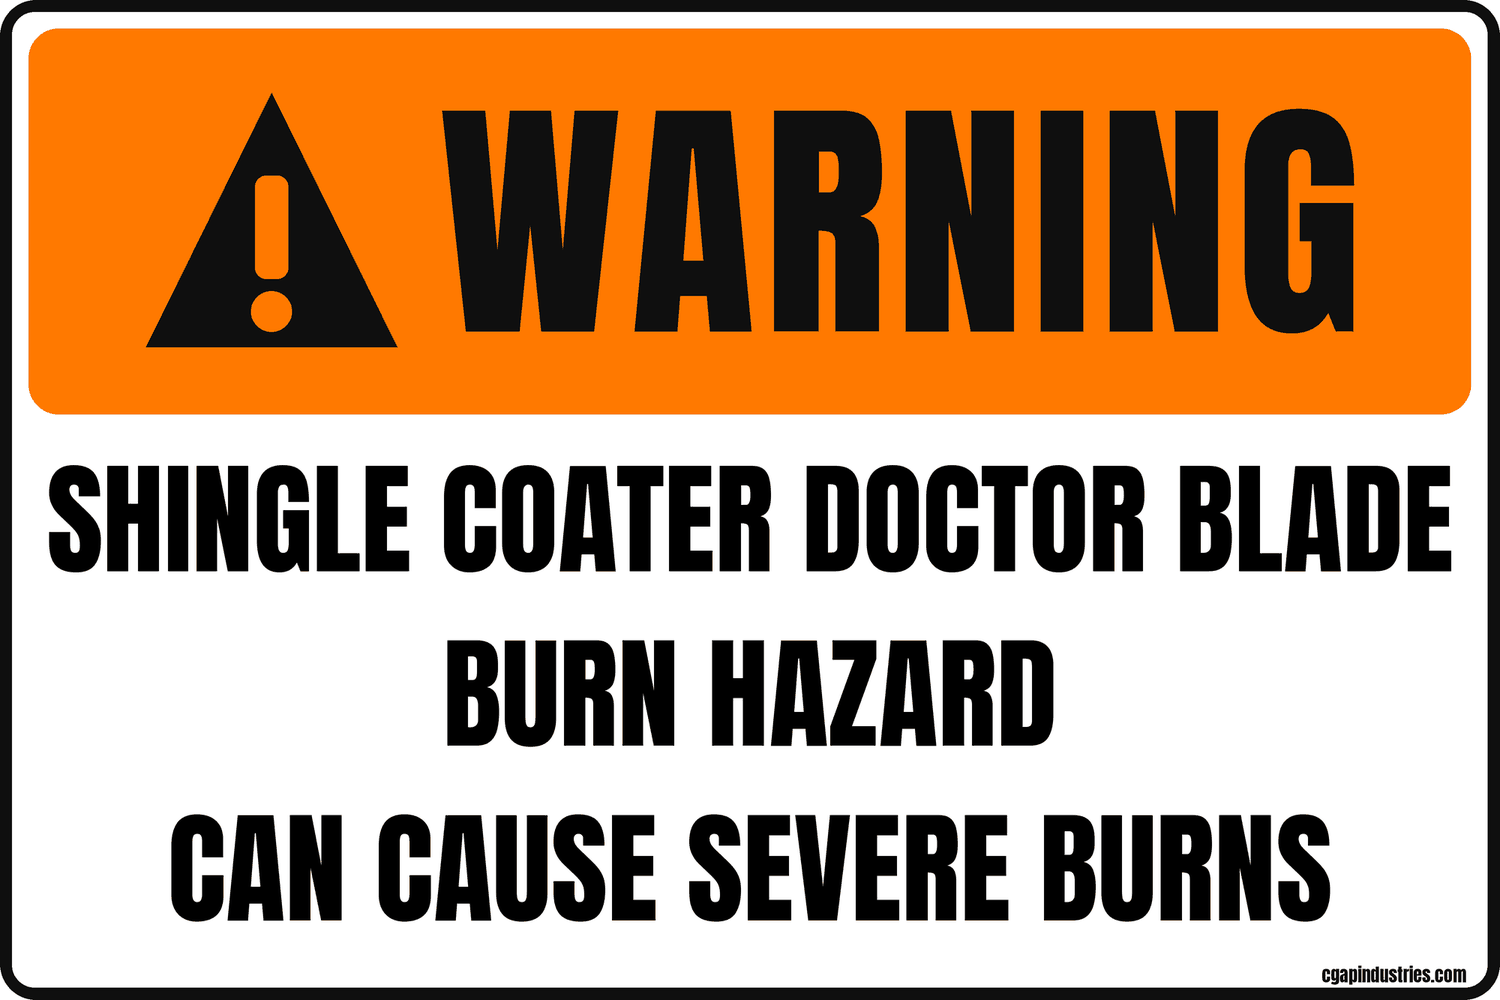 WARNING
SHINGLE COATER DOCTOR BLADE
BURN HAZARD
CAN CAUSE SEVERE BURNS
cgapindustries.com